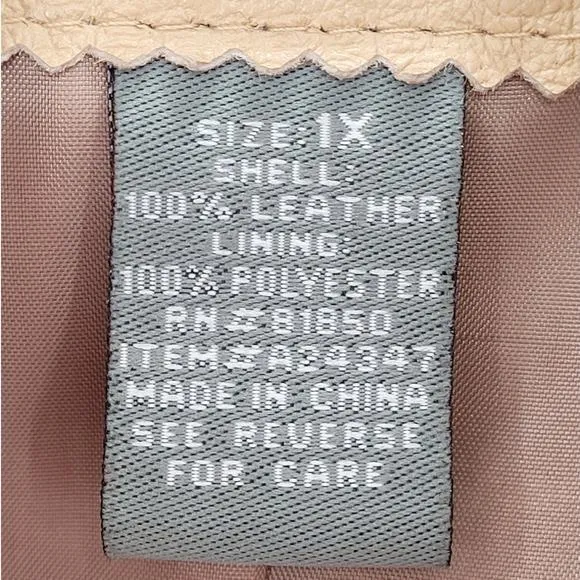 SIZE: 1X
SHELL:
100% LEATHER
LINING:
100% POLYESTER
RN#81850
ITEM#A24347
MADE IN CHINA
SEE REVERSE
FOR CARE